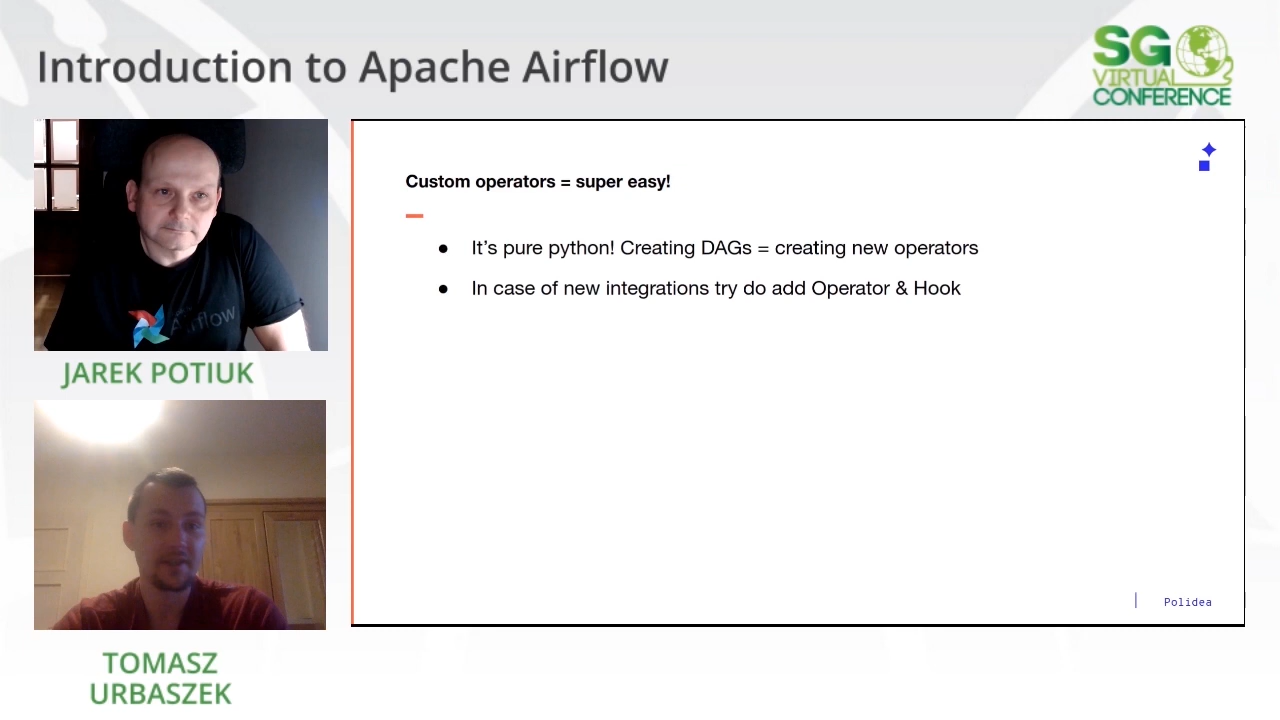 Introduction to Apache Airflow
SG
VIRTUAL
CONFERENCE
Custom operators = super easy!
● It's pure python! Creating DAGs = creating new operators
● In case of new integrations try do add Operator & Hook
Airflow
JAREK POTIUK
Polidea
TOMASZ
URBASZEK